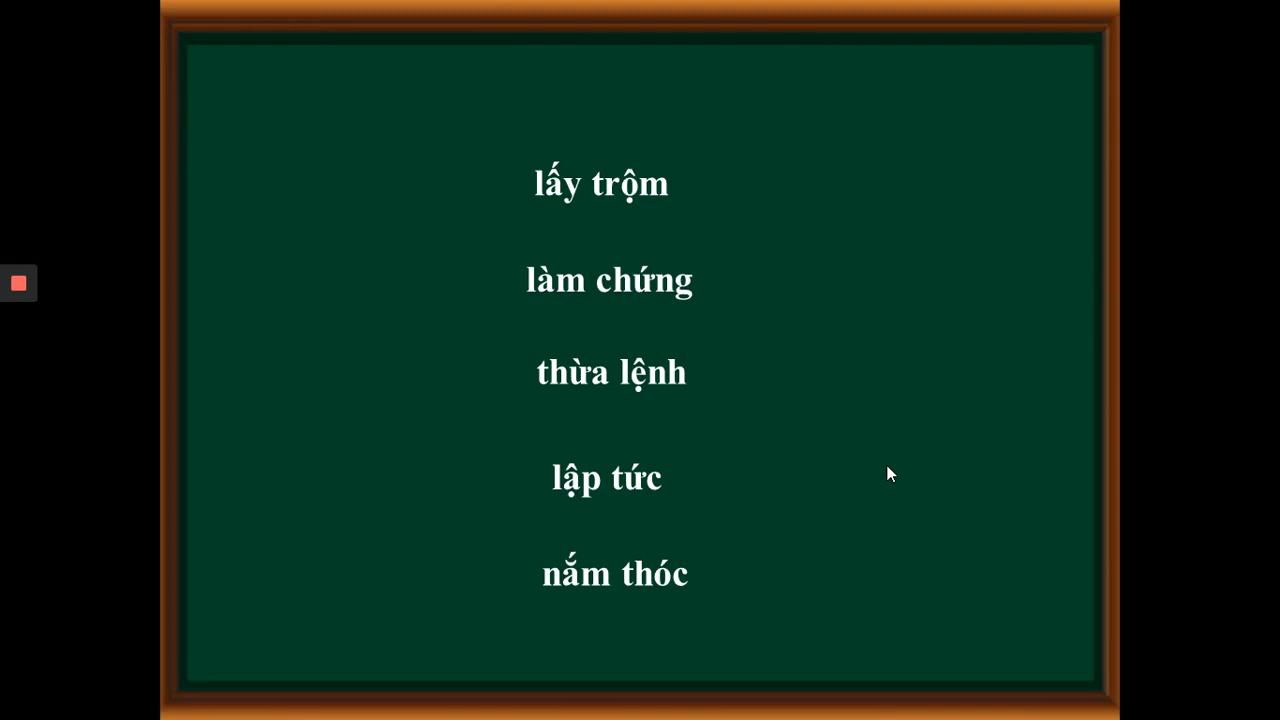 lấy trộm
làm chứng
thừa lệnh
lập tức
nắm thóc